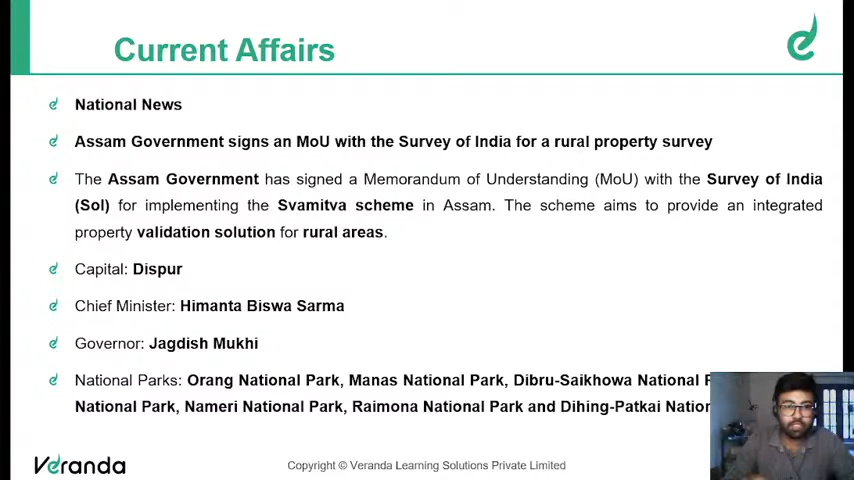 Current Affairs
National News
Assam Government signs an MoU with the Survey of India for a rural property survey
The Assam Government has signed a Memorandum of Understanding (MoU) with the Survey of India
(SoI) for implementing the Svamitva scheme in Assam. The scheme aims to provide an integrated
property validation solution for rural areas.
Capital: Dispur
Chief Minister: Himanta Biswa Sarma
Governor: Jagdish Mukhi
National Parks: Orang National Park, Manas National Park, Dibru-Saikhowa National
National Park, Nameri National Park, Raimona National Park and Dihing-Patkai
Veranda
Copyright © Veranda Learning Solutions Private Limited